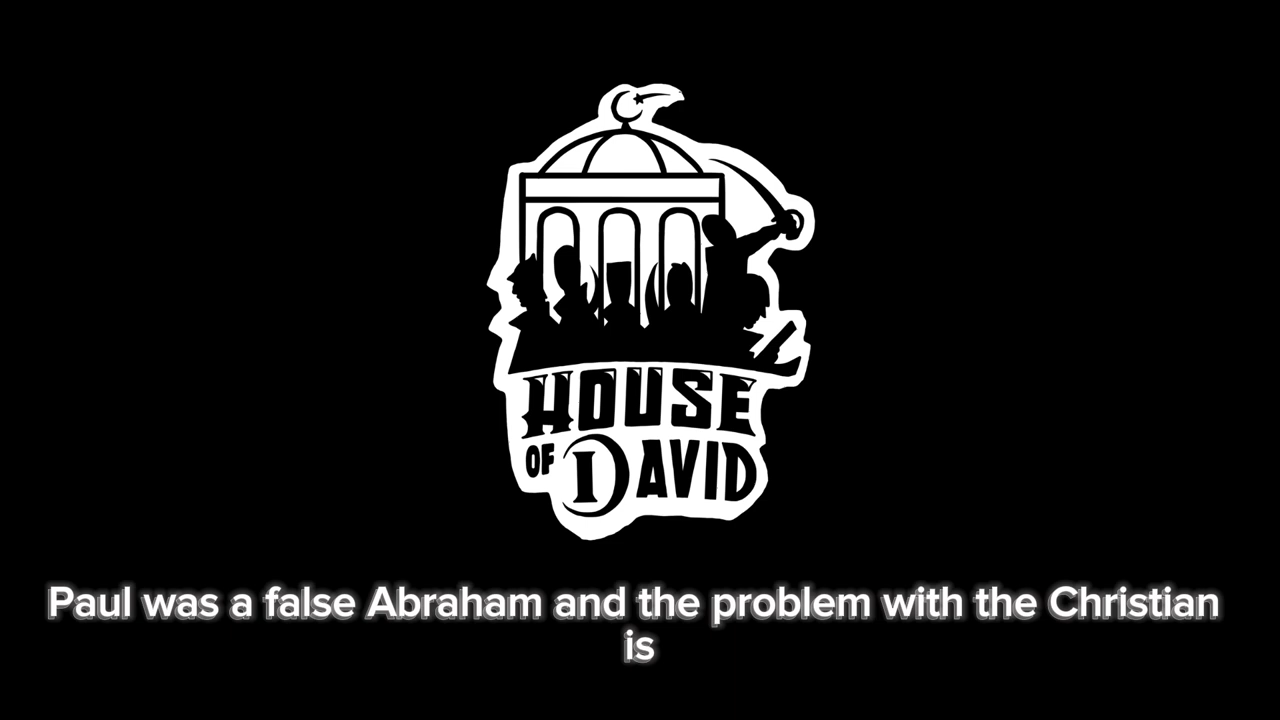 HOUSE
OF DAVID
Paul was a false Abraham and the problem with the Christian
is